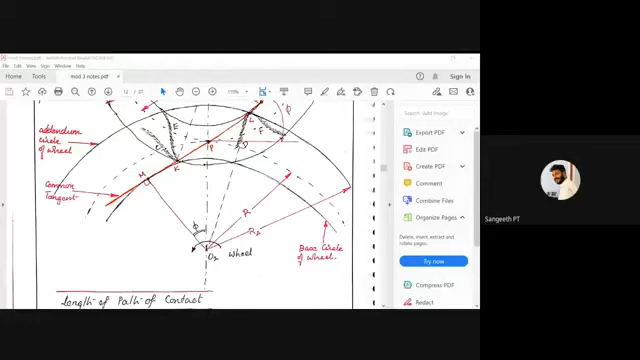 File Edit View Window Help
Home Tools mod 3 notes.pdf Sign In
110%
Search 'Add Image'
Export PDF
Edit PDF
Create PDF
Comment
Combine Files
Organize Pages
Delete, insert, extract and rotate pages.
Try now
Compress PDF
Redact
Sangeeth PT
addendum
circle
of wheel
Common
Tangent
L
F
P
K
M
Φ
R
RA
O2 Wheel
Base Circle
of wheel
Length of Path of Contact